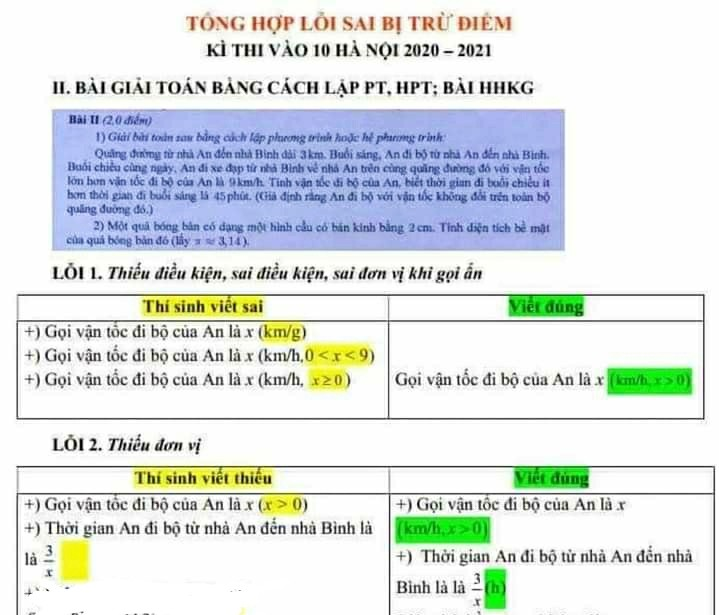 TỔNG HỢP LỖI SAI BỊ TRỪ ĐIỂM
KÌ THI VÀO 10 HÀ NỘI 2020 – 2021
II. BÀI GIẢI TOÁN BẰNG CÁCH LẬP PT, HPT; BÀI HHKG
Bài II (2,0 điểm)
1) Giải bài toán sau bằng cách lập phương trình hoặc hệ phương trình:
Quãng đường từ nhà An đến nhà Bình dài 3 km. Buổi sáng, An đi bộ từ nhà An đến nhà Bình.
Buổi chiều cùng ngày, An đi xe đạp từ nhà Bình về nhà An trên cùng quãng đường đó với vận tốc
lớn hơn vận tốc đi bộ của An là 9 km/h. Tính vận tốc đi bộ của An, biết thời gian đi buổi chiều ít
hơn thời gian đi buổi sáng là 45 phút. (Giả định rằng An đi bộ với vận tốc không đổi trên toàn bộ
quãng đường đó.)
2) Một quả bóng bàn có dạng một hình cầu có bán kính bằng 2 cm. Tính diện tích bề mặt
của quả bóng bàn đó (lấy π ≈ 3,14).
LỖI 1. Thiếu điều kiện, sai điều kiện, sai đơn vị khi gọi ẩn
Thí sinh viết sai
Viết đúng
+) Gọi vận tốc đi bộ của An là x (km/g)
+) Gọi vận tốc đi bộ của An là x (km/h, 0 < x < 9)
+) Gọi vận tốc đi bộ của An là x (km/h, x ≥ 0)
Gọi vận tốc đi bộ của An là x (km/h, x > 0)
LỖI 2. Thiếu đơn vị
Thí sinh viết thiếu
Viết đúng
+) Gọi vận tốc đi bộ của An là x (x > 0)
+) Thời gian An đi bộ từ nhà An đến nhà Bình là
là 3/x
+) Gọi vận tốc đi bộ của An là x
(km/h, x > 0)
+) Thời gian An đi bộ từ nhà An đến nhà
Bình là là 3/x (h)